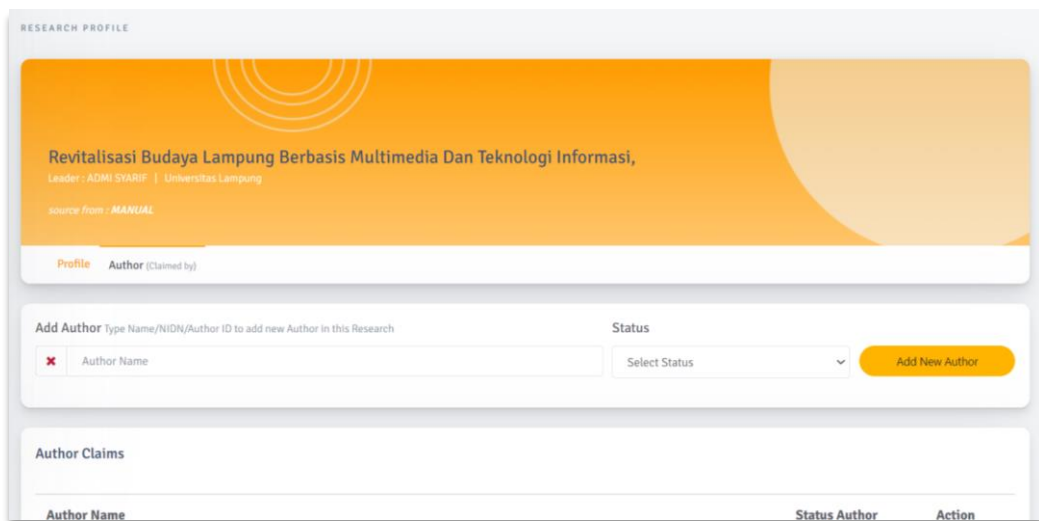 RESEARCH PROFILE
Revitalisasi Budaya Lampung Berbasis Multimedia Dan Teknologi Informasi,
Leader : ADMI SYARIF | Universitas Lampung
source from : MANUAL
Profile Author (Claimed by)
Add Author Type Name/NIDN/Author ID to add new Author in this Research Status
Author Name Select Status Add New Author
Author Claims
Author Name Status Author Action